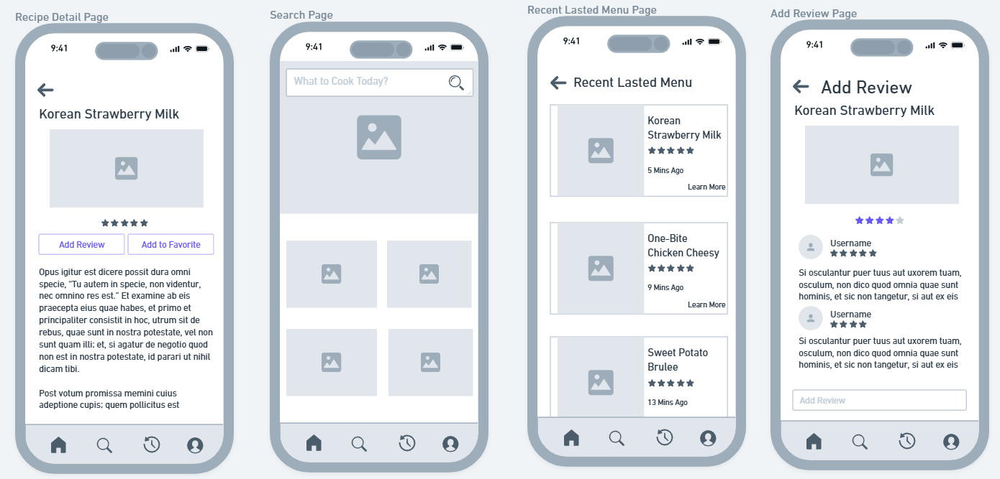 Recipe Detail Page
9:41
Korean Strawberry Milk
Add Review
Add to Favorite
Opus igitur est dicere possit dura omni
specie, "Tu autem in specie, non videntur,
nec omnino res est." Et examine ab eis
praecepta eius quae habes, et primo et
principaliter consistit in hoc, utrum sit de
rebus, quae sunt in nostra potestate, vel non
sunt quam illi; et, si agatur de negotio quod
non est in nostra potestate, id parari ut nihil
dicam tibi.
Post votum promissa memini cuius
adeptione cupis; quem pollicitus est
Search Page
9:41
What to Cook Today?
Recent Lasted Menu Page
9:41
Recent Lasted Menu
Korean
Strawberry Milk
5 Mins Ago
Learn More
One-Bite
Chicken Cheesy
9 Mins Ago
Learn More
Sweet Potato
Brulee
13 Mins Ago
Add Review Page
9:41
Add Review
Korean Strawberry Milk
Username
Si osculantur puer tuus aut uxorem tuam,
osculum, non dico quod omnia quae sunt
hominis, et sic non tangetur, si aut ex eis
Username
Si osculantur puer tuus aut uxorem tuam,
osculum, non dico quod omnia quae sunt
hominis, et sic non tangetur, si aut ex eis
Add Review